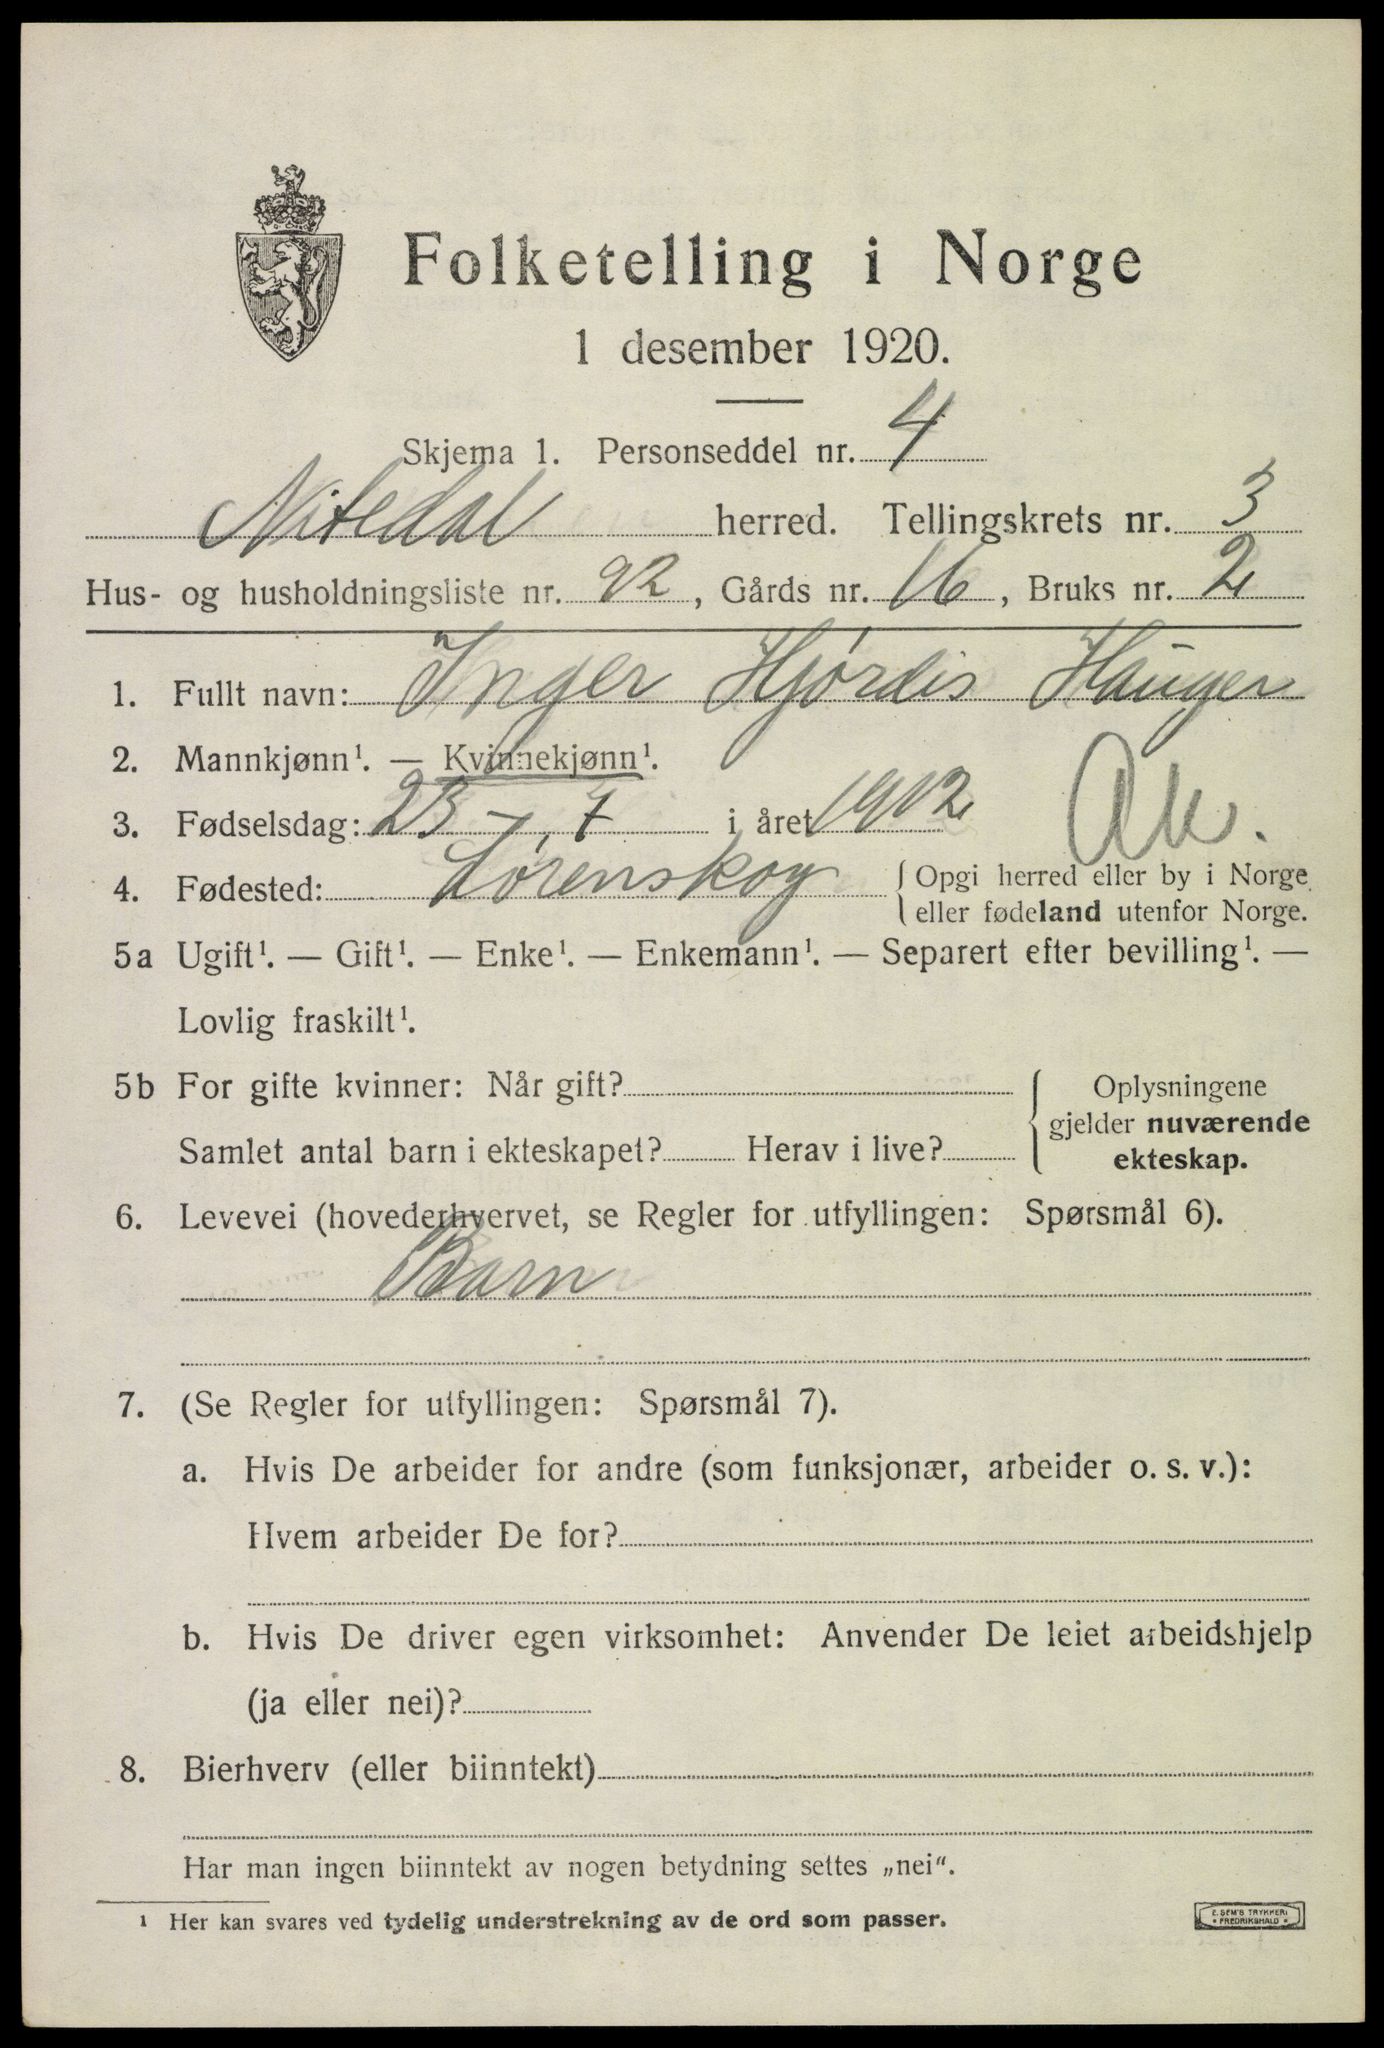 Folketelling i Norge
1 desember 1920.
Skjema 1. Personseddel nr. 4
Nitedal herred. Tellingskrets nr. 3
Hus- og husholdningsliste nr. 92, Gårds nr. 16, Bruks nr. 2
1. Fullt navn: Inger Hjørdis Hauger
2. Mannkjønn¹. — Kvinnekjønn¹.
3. Fødselsdag: 23 – 7 i året 1912
Ak.
4. Fødested: Lørenskog {Opgi herred eller by i Norge
eller fødeland utenfor Norge.
5a Ugift¹. — Gift¹. — Enke¹. — Enkemann¹. — Separert efter bevilling¹. —
Lovlig fraskilt¹.
5b For gifte kvinner: Når gift? { Oplysningene
gjelder nuværende
Samlet antal barn i ekteskapet? Herav i live? ekteskap.
6. Levevei (hovederhvervet, se Regler for utfyllingen: Spørsmål 6).
Barn
7. (Se Regler for utfyllingen: Spørsmål 7).
a. Hvis De arbeider for andre (som funksjonær, arbeider o. s. v.):
Hvem arbeider De for?
b. Hvis De driver egen virksomhet: Anvender De leiet arbeidshjelp
(ja eller nei)?
8. Bierhverv (eller biinntekt)
Har man ingen biinntekt av nogen betydning settes „nei“.
¹ Her kan svares ved tydelig understrekning av de ord som passer.
E. SEM'S TRYKKERI
• FREDRIKSHALD •